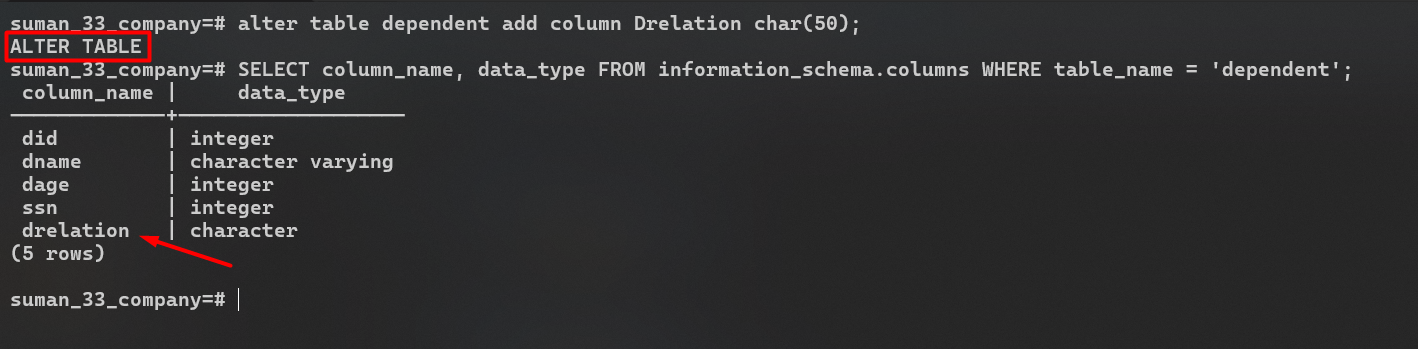 suman_33_company=# alter table dependent add column Drelation char(50);
ALTER TABLE
suman_33_company=# SELECT column_name, data_type FROM information_schema.columns WHERE table_name = 'dependent';
 column_name |     data_type
-------------+-------------------
 did         | integer
 dname       | character varying
 dage        | integer
 ssn         | integer
 drelation   | character
(5 rows)
suman_33_company=#